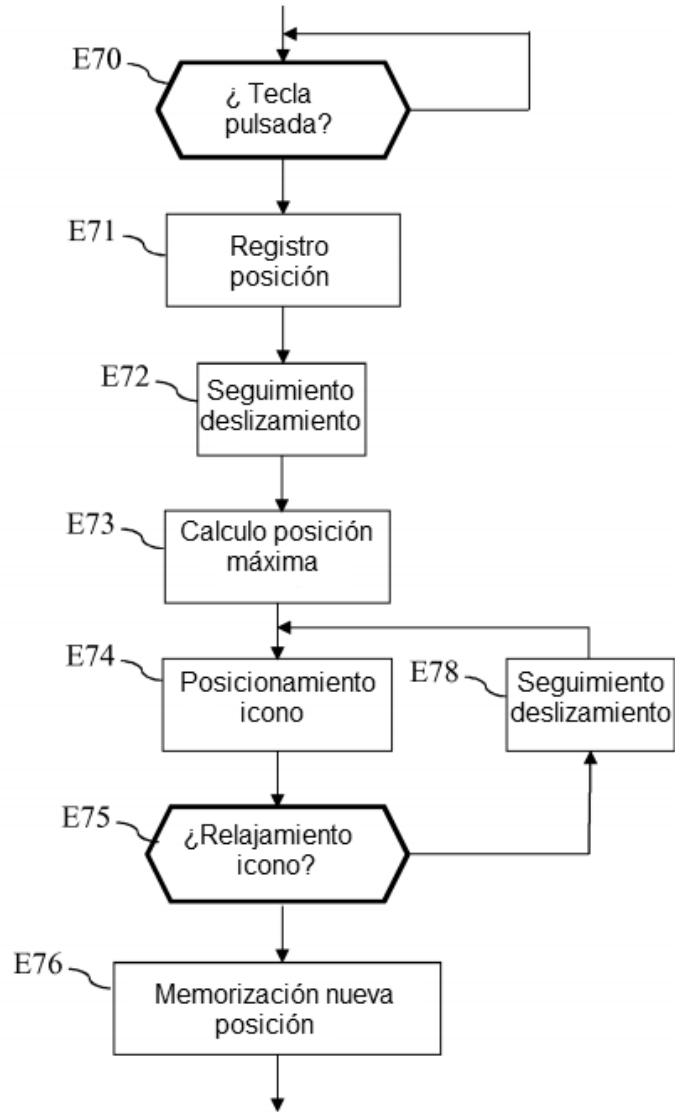 E70
¿ Tecla
pulsada?
E71
Registro
posición
E72
Seguimiento
deslizamiento
E73
Calculo posición
máxima
E74
Posicionamiento
icono
E78
Seguimiento
deslizamiento
E75
¿Relajamiento
icono?
E76
Memorización nueva
posición